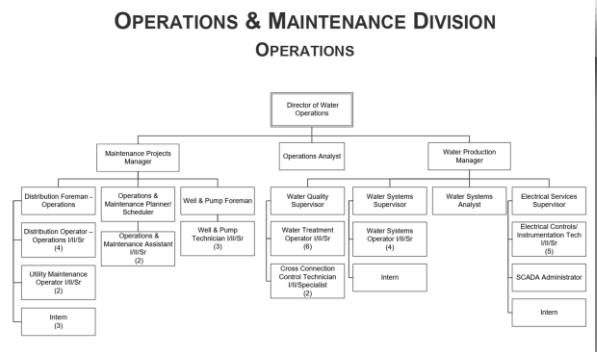 OPERATIONS & MAINTENANCE DIVISION
OPERATIONS
Director of Water
Operations
Maintenance Projects
Manager
Operations Analyst
Water Production
Manager
Distribution Foreman -
Operations
Operations &
Maintenance Planner/
Scheduler
Well & Pump Foreman
Water Quality
Supervisor
Water Systems
Supervisor
Water Systems
Analyst
Electrical Services
Supervisor
Distribution Operator –
Operations I/II/Sr
(4)
Operations &
Maintenance Assistant
I/II/Sr
(2)
Well & Pump
Technician I/II/Sr
(3)
Water Treatment
Operator I/II/Sr
(6)
Water Systems
Operator I/II/Sr
(4)
Electrical Controls/
Instrumentation Tech
I/II/Sr
(5)
Utility Maintenance
Operator I/II/Sr
(2)
Cross Connection
Control Technician
I/II/Specialist
(2)
Intern
SCADA Administrator
Intern
(3)
Intern